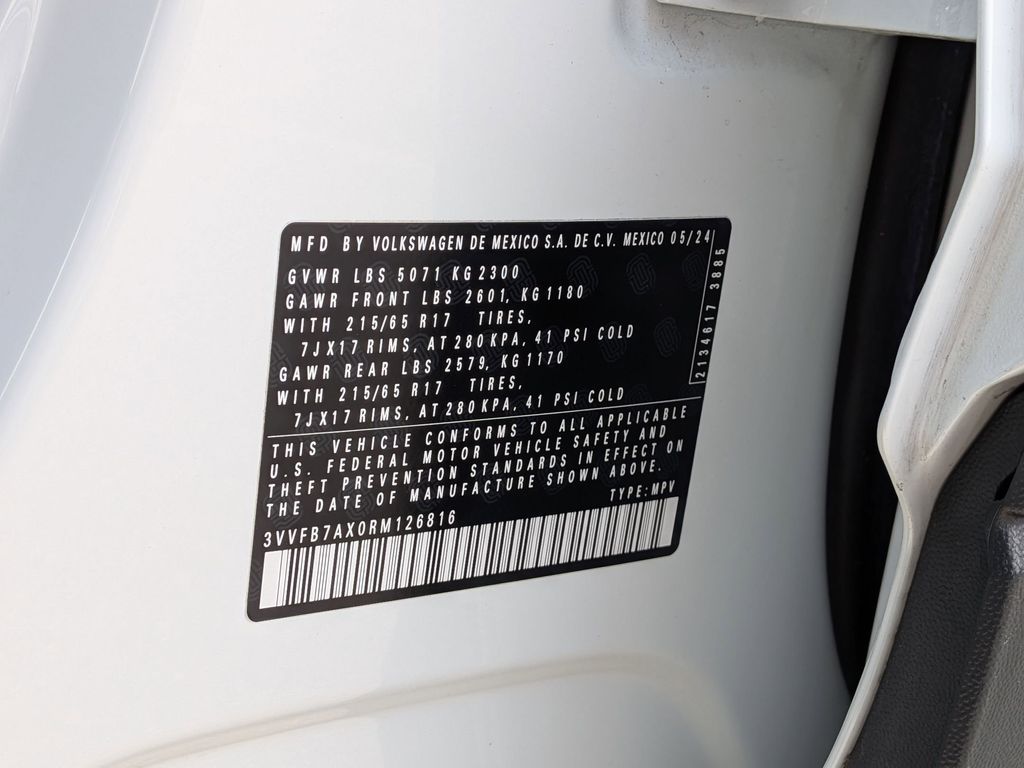 MFD BY VOLKSWAGEN DE MEXICO S.A. DE C.V. MEXICO 05/24
GVWR LBS 5071 KG 2300
GAWR FRONT LBS 2601, KG 1180
WITH 215/65 R17 TIRES,
7JX17 RIMS, AT 280 KPA, 41 PSI COLD
GAWR REAR LBS 2579, KG 1170
WITH 215/65 R17 TIRES,
7JX17 RIMS, AT 280 KPA, 41 PSI COLD
2134617 3885
THIS VEHICLE CONFORMS TO ALL APPLICABLE
U.S. FEDERAL MOTOR VEHICLE SAFETY AND
THEFT PREVENTION STANDARDS IN EFFECT ON
THE DATE OF MANUFACTURE SHOWN ABOVE.
3VVFB7AX0RM126816 TYPE: MPV